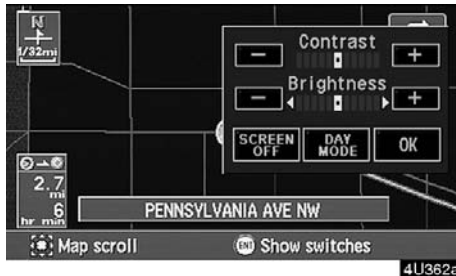 N
1/32mi
Contrast
− +
Brightness
− +
SCREEN OFF
DAY MODE
OK
2.7
mi
6
hr min
PENNSYLVANIA AVE NW
Map scroll
ENT Show switches
4U362a